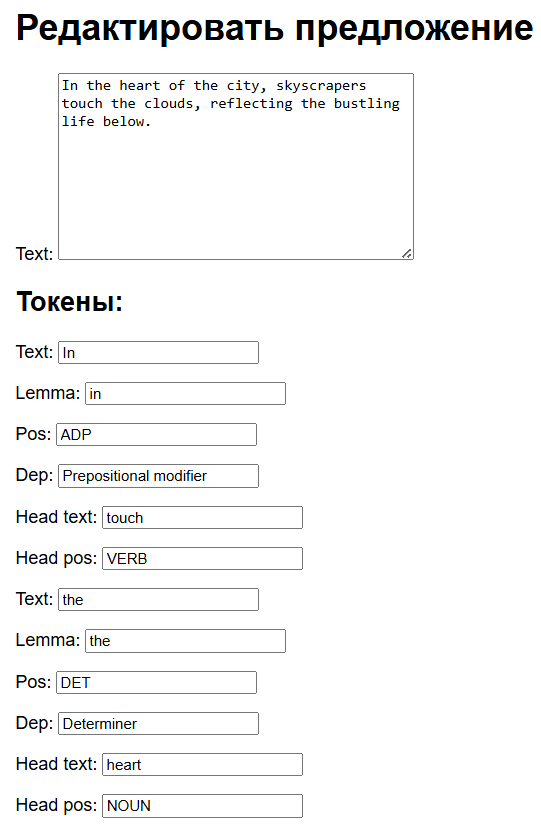 Редактировать предложение
In the heart of the city, skyscrapers
touch the clouds, reflecting the bustling
life below.
Text:
Токены:
Text: In
Lemma: in
Pos: ADP
Dep: Prepositional modifier
Head text: touch
Head pos: VERB
Text: the
Lemma: the
Pos: DET
Dep: Determiner
Head text: heart
Head pos: NOUN